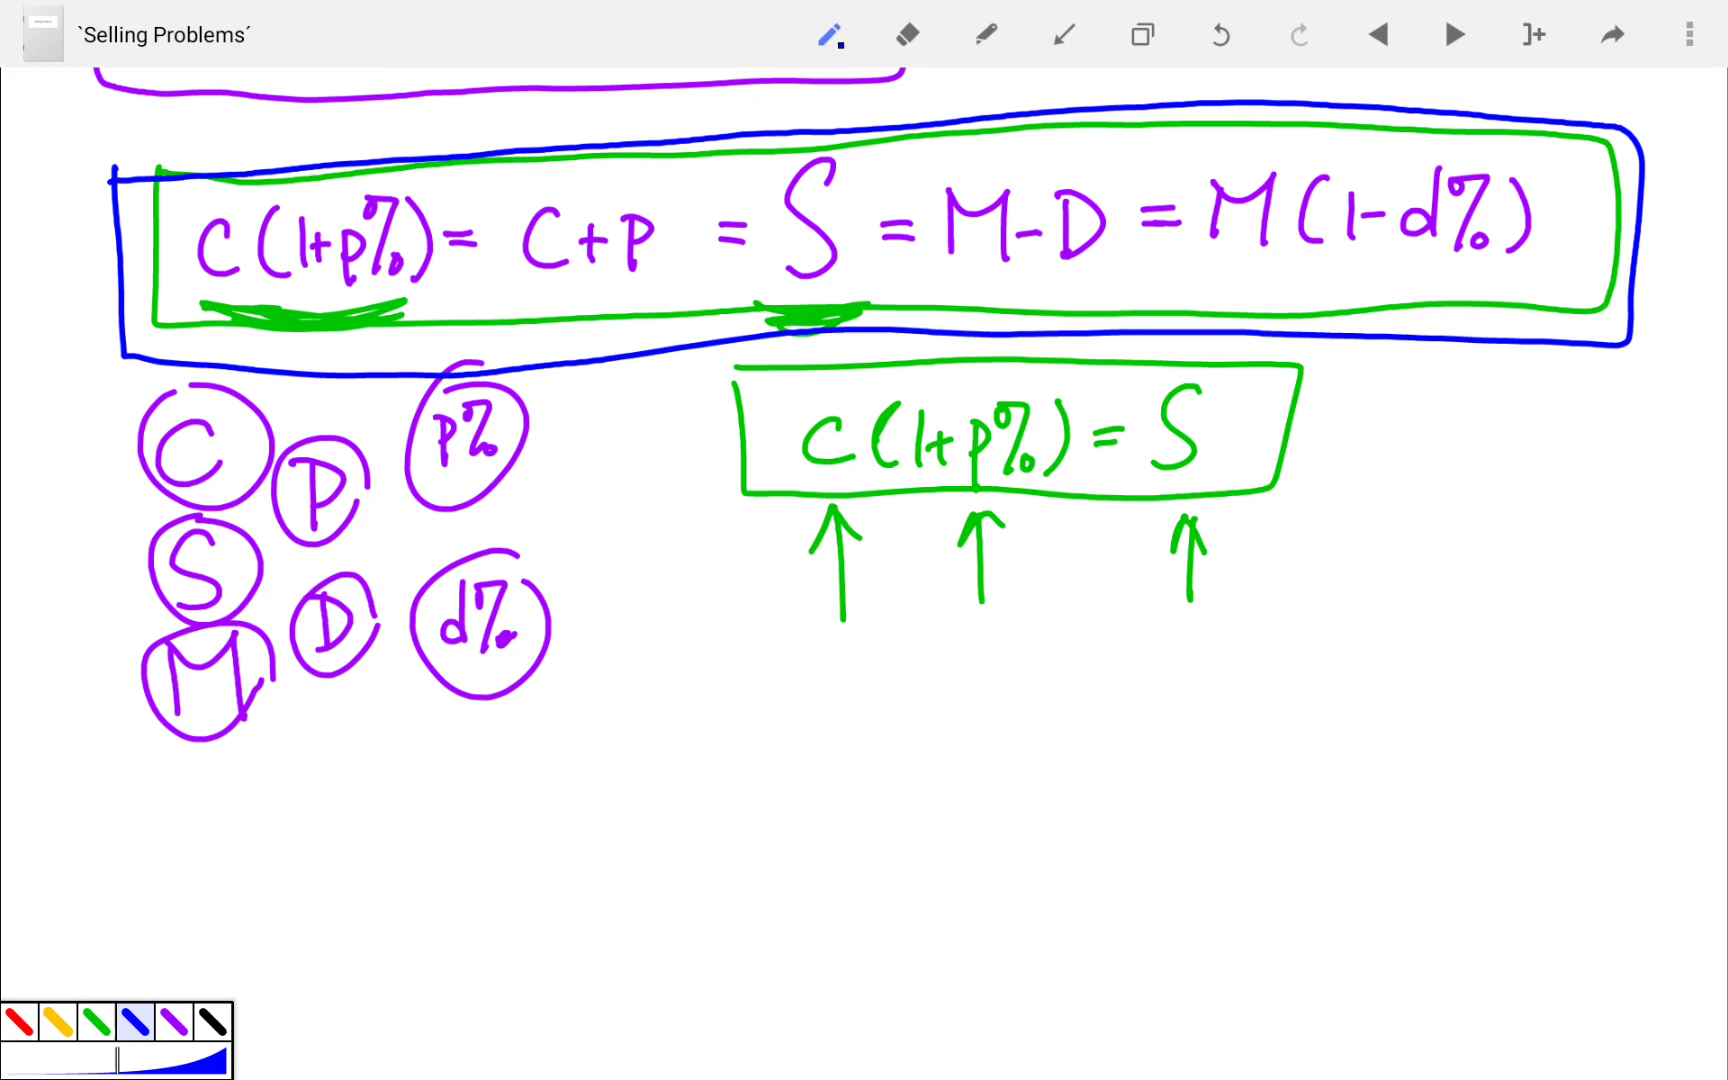 `Selling Problems´
C(1+p%) = C+P = S = M-D = M(1-d%)
C P p%
C(1+p%) = S
S
M D d%